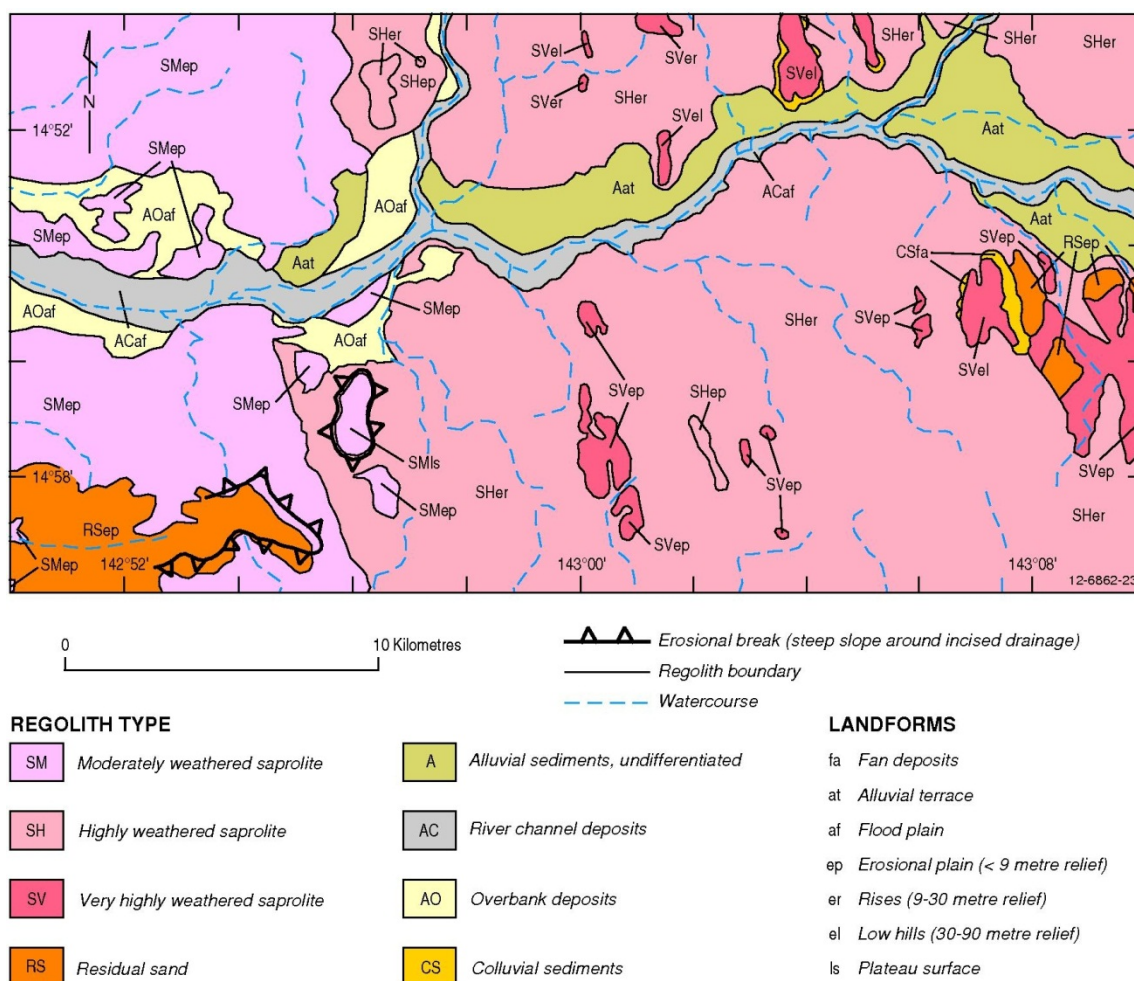 SHer
SMep
SHep
N
14°52'
SMep
AOaf
SMep
Aat
AOaf
SVel
SVer
SVer
SHer
SVel
SVel
SHer
SHer
SHer
Aat
Aat
ACaf
Aat
AOaf
ACaf
AOaf
SMep
SMep
SMep
SMls
SMep
14°58'
RSep
SMep
142°52'
SHer
SVep
SHep
SVep
SVep
143°00'
SHer
SVep
CSfa
SVep
RSep
SVel
SVep
SHer
143°08'
12-6862-23
0
10 Kilometres
Erosional break (steep slope around incised drainage)
Regolith boundary
Watercourse
REGOLITH TYPE
SM Moderately weathered saprolite
SH Highly weathered saprolite
SV Very highly weathered saprolite
RS Residual sand
A Alluvial sediments, undifferentiated
AC River channel deposits
AO Overbank deposits
CS Colluvial sediments
LANDFORMS
fa Fan deposits
at Alluvial terrace
af Flood plain
ep Erosional plain (< 9 metre relief)
er Rises (9-30 metre relief)
el Low hills (30-90 metre relief)
ls Plateau surface